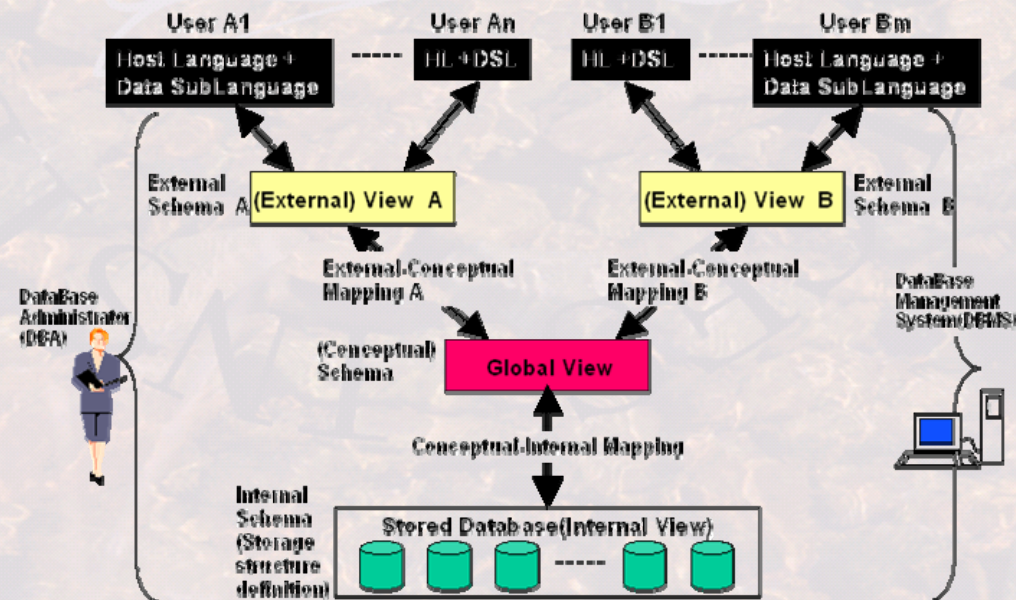 User A1
User An
User B1
User Bm
Host Language +
Data SubLanguage
HL +DSL
HL +DSL
Host Language +
Data SubLanguage
External
Schema A
(External) View A
(External) View B
External
Schema B
External-Conceptual
Mapping A
External-Conceptual
Mapping B
DataBase
Administrator
(DBA)
DataBase
Management
System(DBMS)
(Conceptual)
Schema
Global View
Conceptual-Internal Mapping
Internal
Schema
(Storage
structure
definition)
Stored Database(Internal View)